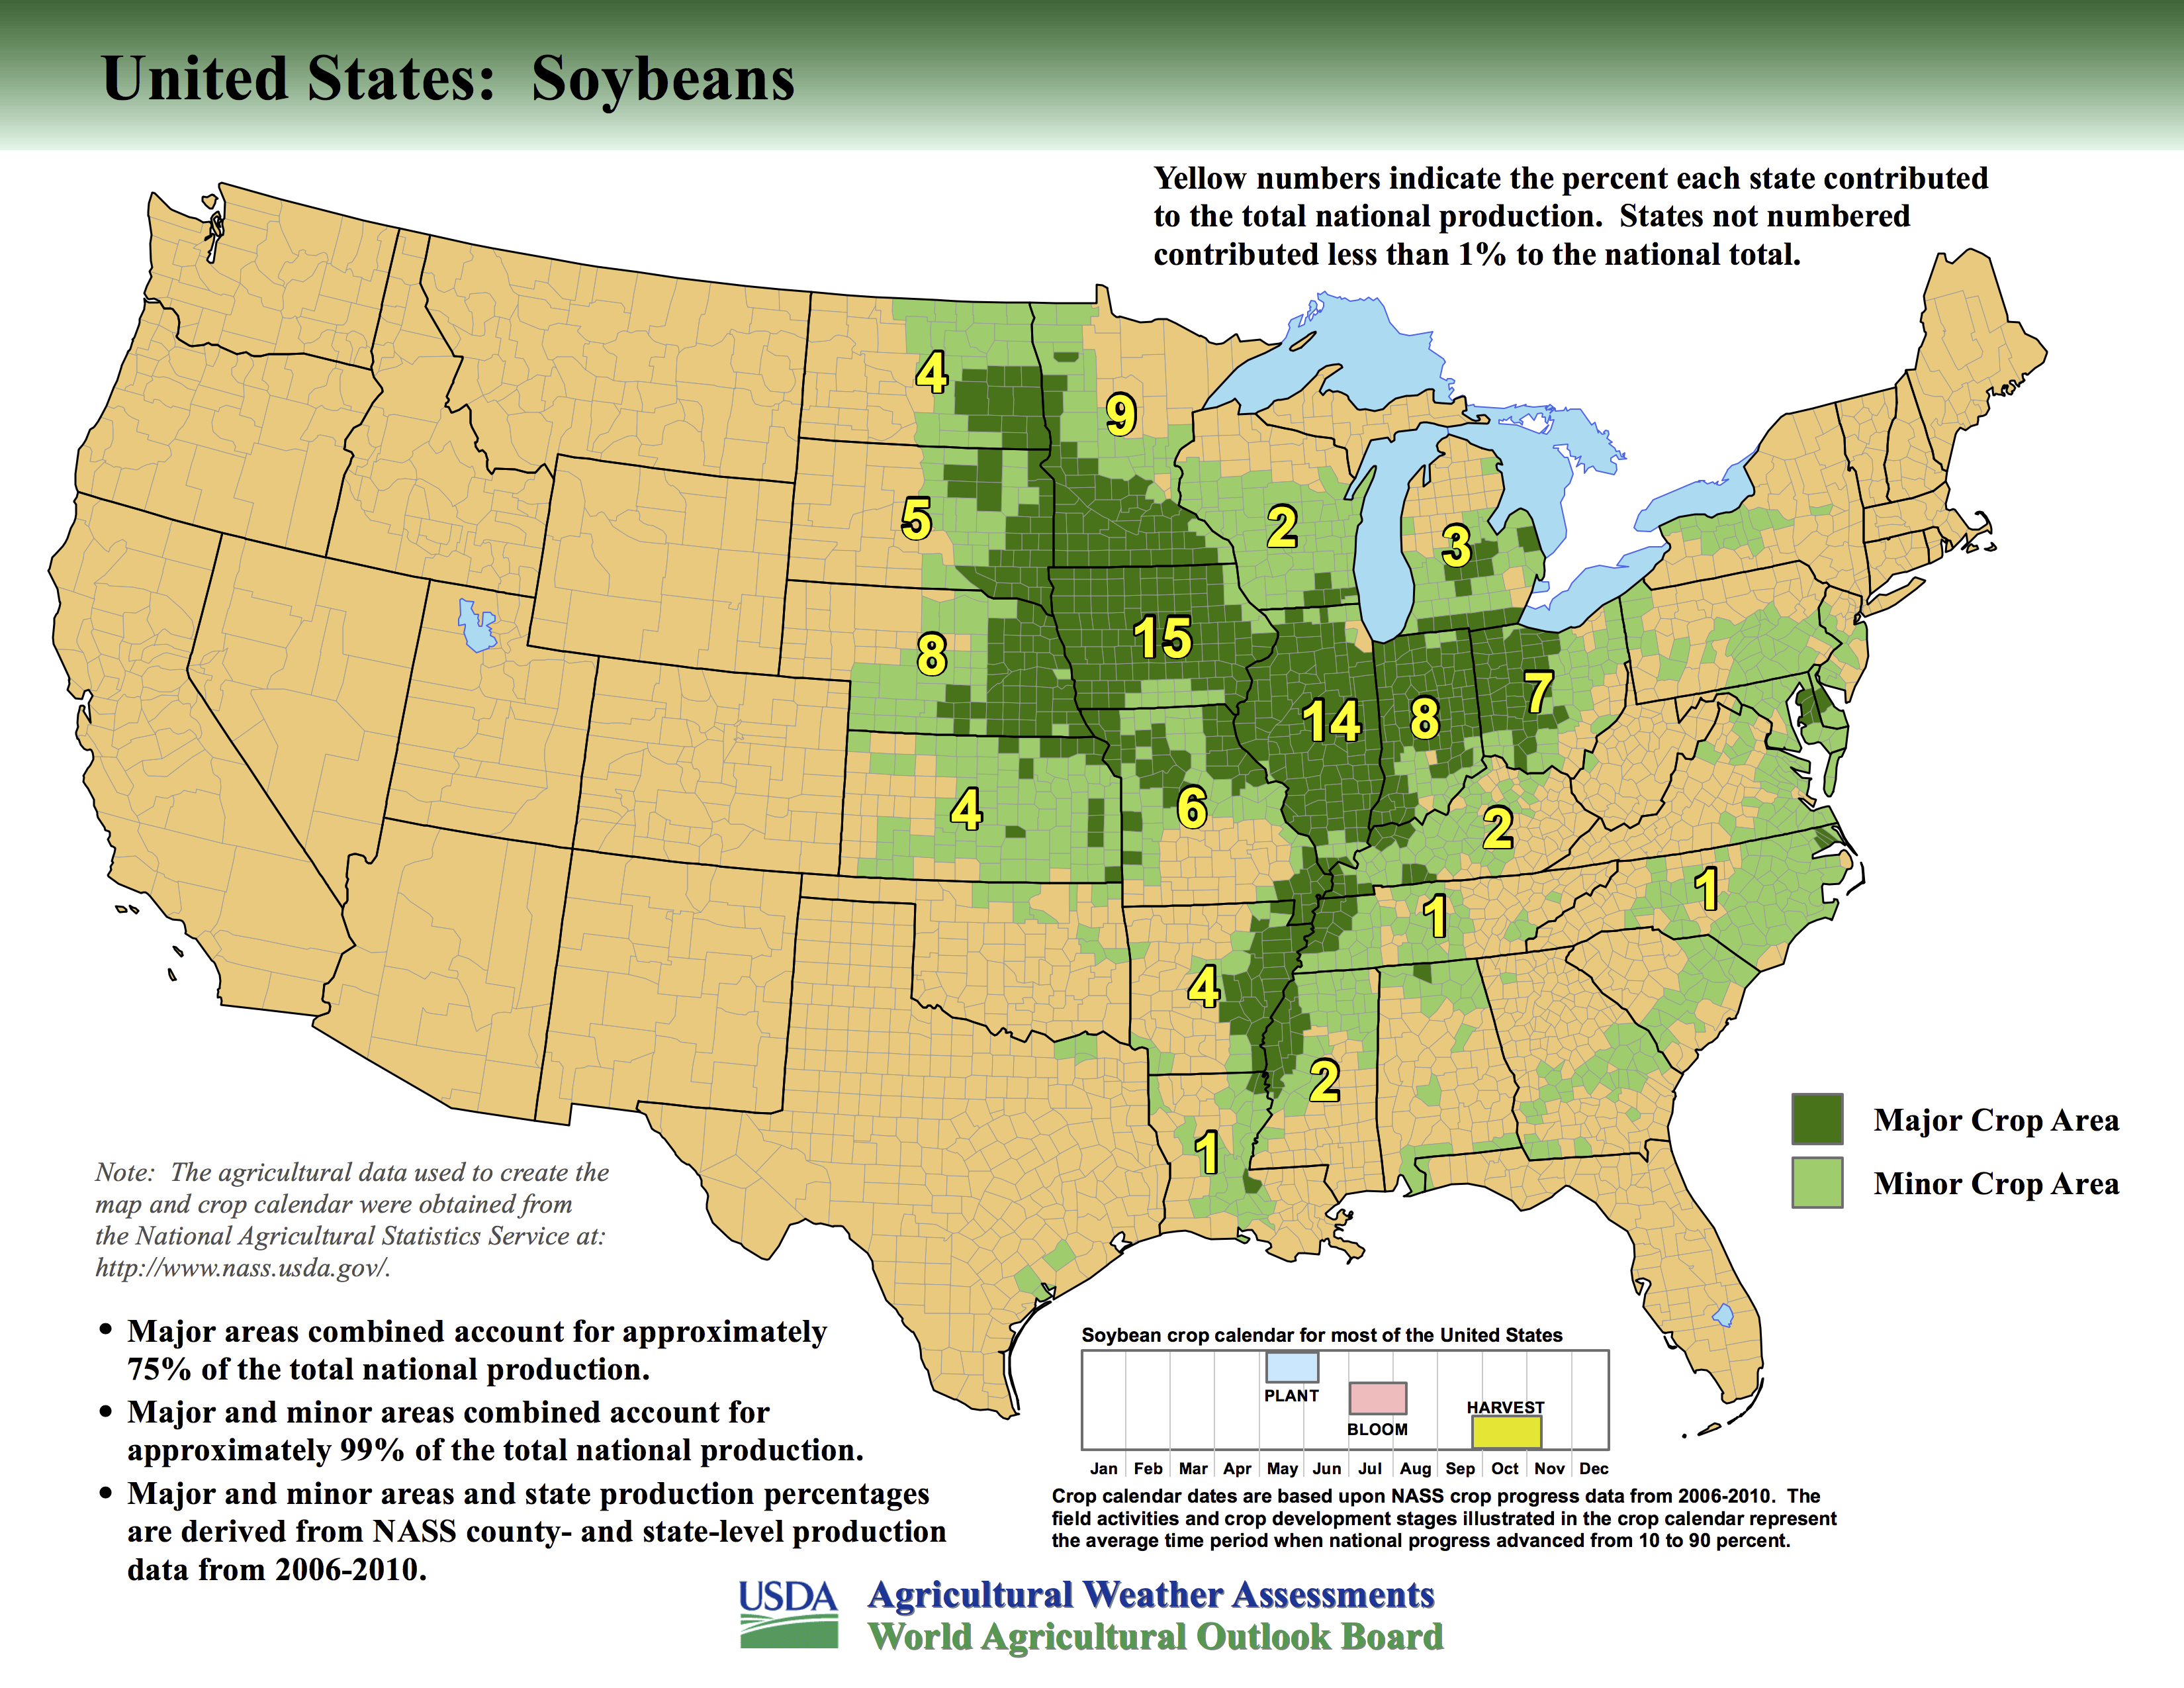 United States:  Soybeans
Yellow numbers indicate the percent each state contributed
to the total national production.  States not numbered
contributed less than 1% to the national total.
4
9
5
2
3
8
15
14
8
7
4
6
2
1
1
4
2
1
Major Crop Area
Minor Crop Area
Note:  The agricultural data used to create the
map and crop calendar were obtained from
the National Agricultural Statistics Service at:
http://www.nass.usda.gov/.
• Major areas combined account for approximately
75% of the total national production.
• Major and minor areas combined account for
approximately 99% of the total national production.
• Major and minor areas and state production percentages
are derived from NASS county- and state-level production
data from 2006-2010.
Soybean crop calendar for most of the United States
PLANT
BLOOM
HARVEST
Jan Feb Mar Apr May Jun Jul Aug Sep Oct Nov Dec
Crop calendar dates are based upon NASS crop progress data from 2006-2010.  The
field activities and crop development stages illustrated in the crop calendar represent
the average time period when national progress advanced from 10 to 90 percent.
USDA
Agricultural Weather Assessments
World Agricultural Outlook Board